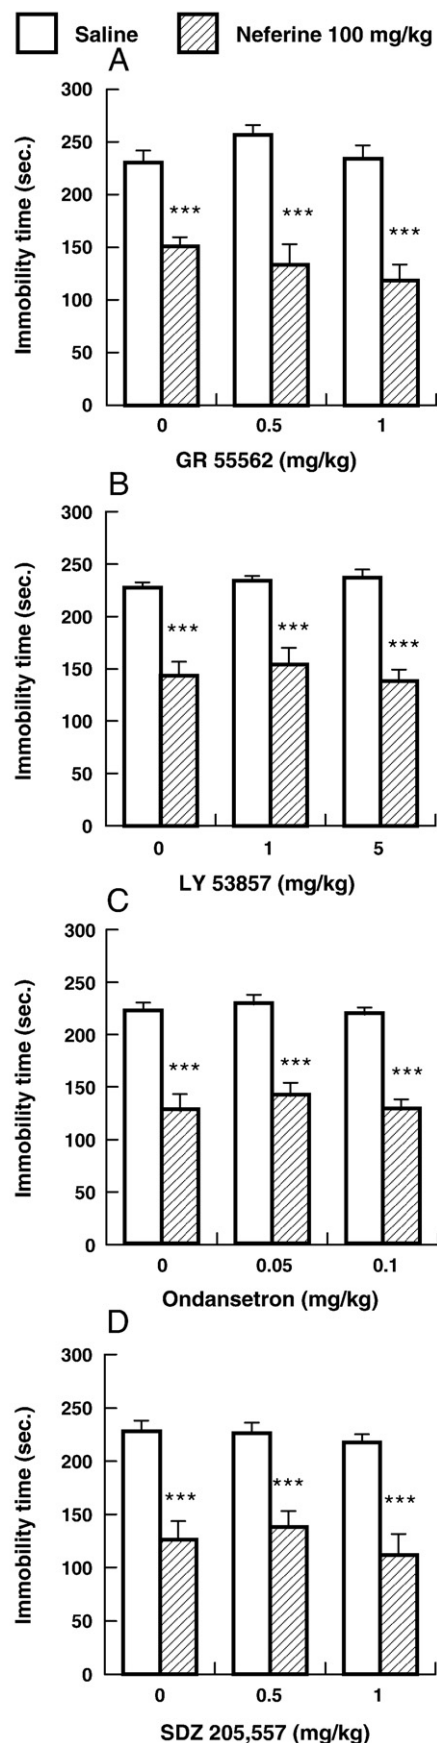 Saline Neferine 100 mg/kg
A
300
250
200
150
100
50
0
Immobility time (sec.)
*** *** ***
0 0.5 1
GR 55562 (mg/kg)
B
300
250
200
150
100
50
0
Immobility time (sec.)
*** *** ***
0 1 5
LY 53857 (mg/kg)
C
300
250
200
150
100
50
0
Immobility time (sec.)
*** *** ***
0 0.05 0.1
Ondansetron (mg/kg)
D
300
250
200
150
100
50
0
Immobility time (sec.)
*** *** ***
0 0.5 1
SDZ 205,557 (mg/kg)